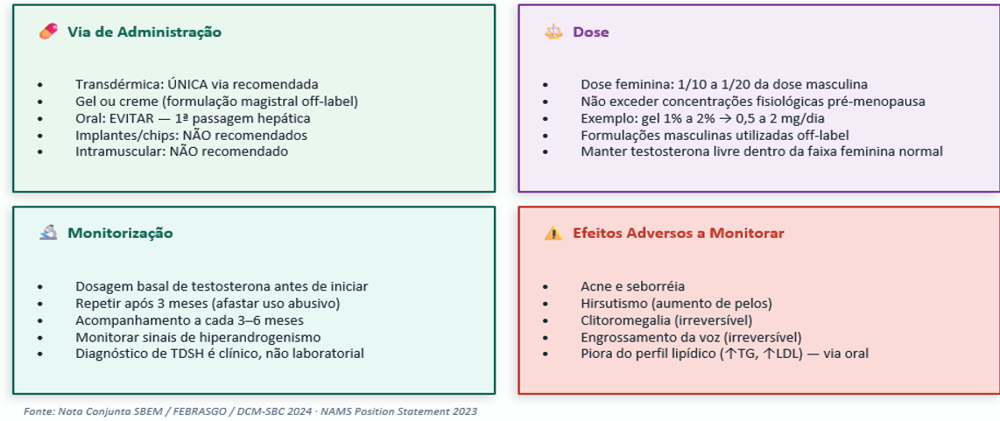 Via de Administração
• Transdérmica: ÚNICA via recomendada
• Gel ou creme (formulação magistral off-label)
• Oral: EVITAR — 1ª passagem hepática
• Implantes/chips: NÃO recomendados
• Intramuscular: NÃO recomendado
Dose
• Dose feminina: 1/10 a 1/20 da dose masculina
• Não exceder concentrações fisiológicas pré-menopausa
• Exemplo: gel 1% a 2% → 0,5 a 2 mg/dia
• Formulações masculinas utilizadas off-label
• Manter testosterona livre dentro da faixa feminina normal
Monitorização
• Dosagem basal de testosterona antes de iniciar
• Repetir após 3 meses (afastar uso abusivo)
• Acompanhamento a cada 3–6 meses
• Monitorar sinais de hiperandrogenismo
• Diagnóstico de TDSH é clínico, não laboratorial
Efeitos Adversos a Monitorar
• Acne e seborréia
• Hirsutismo (aumento de pelos)
• Clitoromegalia (irreversível)
• Engrossamento da voz (irreversível)
• Piora do perfil lipídico (↑TG, ↑LDL) — via oral
Fonte: Nota Conjunta SBEM / FEBRASGO / DCM-SBC 2024 · NAMS Position Statement 2023